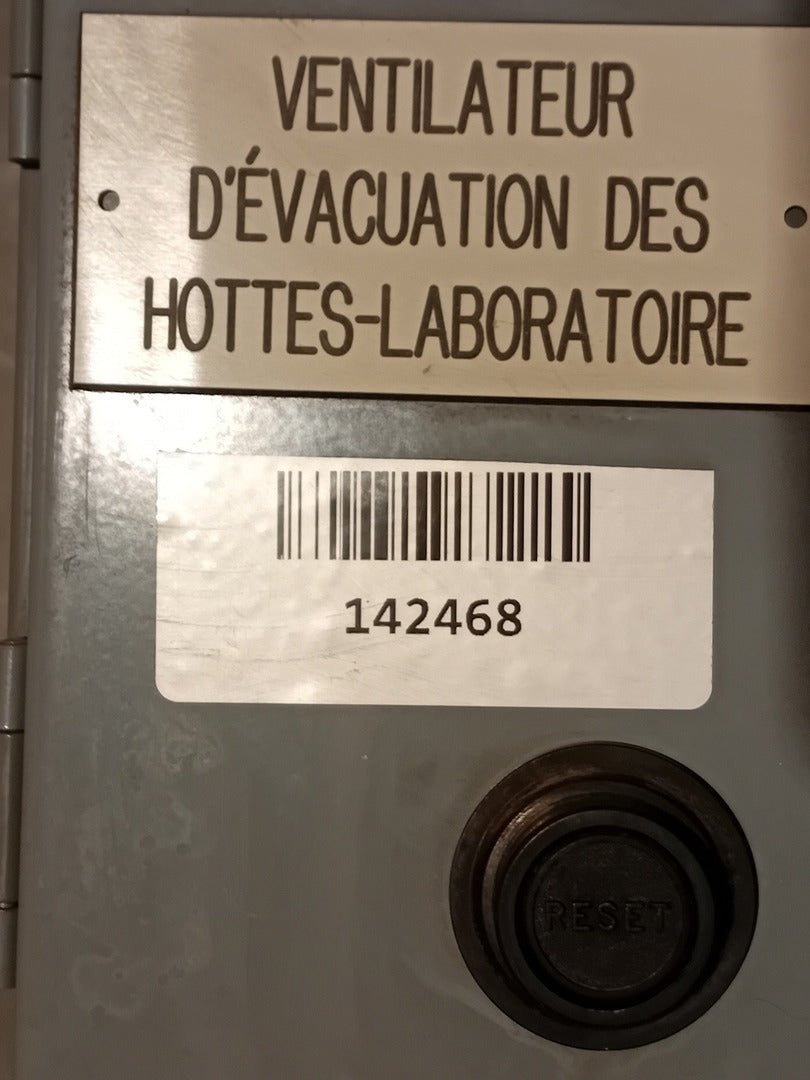 VENTILATEUR
D'ÉVACUATION DES
HOTTES-LABORATOIRE
142468
RESET